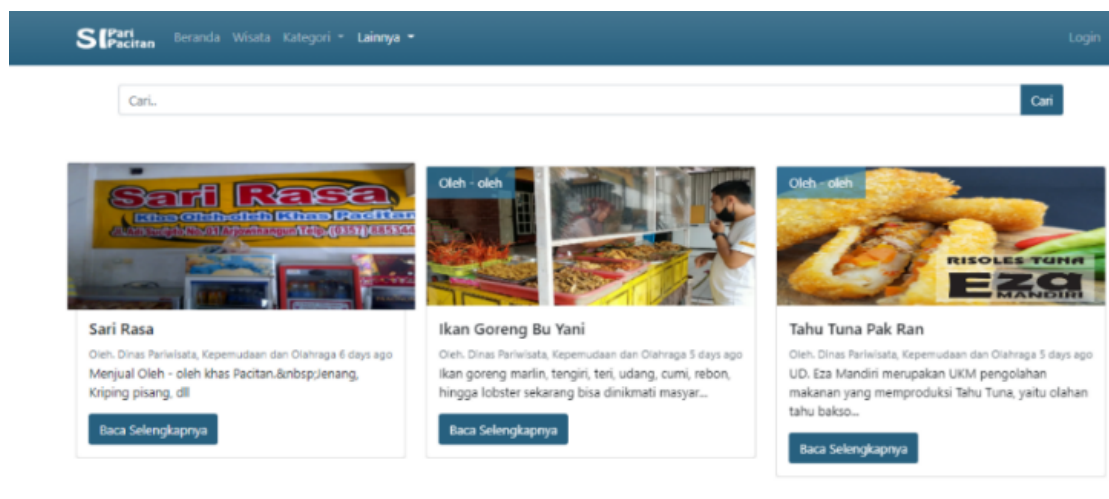 SI Pari Pacitan Beranda Wisata Kategori Lainnya Login
Cari..
Cari
Sari Rasa
Kios Oleh-oleh Khas Pacitan
Sari Rasa
Oleh. Dinas Pariwisata, Kepemudaan dan Olahraga 6 days ago
Menjual Oleh - oleh khas Pacitan.&nbsp;Jenang,
Kriping pisang, dll
Baca Selengkapnya
Oleh - oleh
Ikan Goreng Bu Yani
Oleh. Dinas Pariwisata, Kepemudaan dan Olahraga 5 days ago
Ikan goreng marlin, tengiri, teri, udang, cumi, rebon,
hingga lobster sekarang bisa dinikmati masyar...
Baca Selengkapnya
Oleh - oleh
RISOLES TUNA
Eza
MANDIRI
Tahu Tuna Pak Ran
Oleh. Dinas Pariwisata, Kepemudaan dan Olahraga 5 days ago
UD. Eza Mandiri merupakan UKM pengolahan
makanan yang memproduksi Tahu Tuna, yaitu olahan
tahu bakso...
Baca Selengkapnya